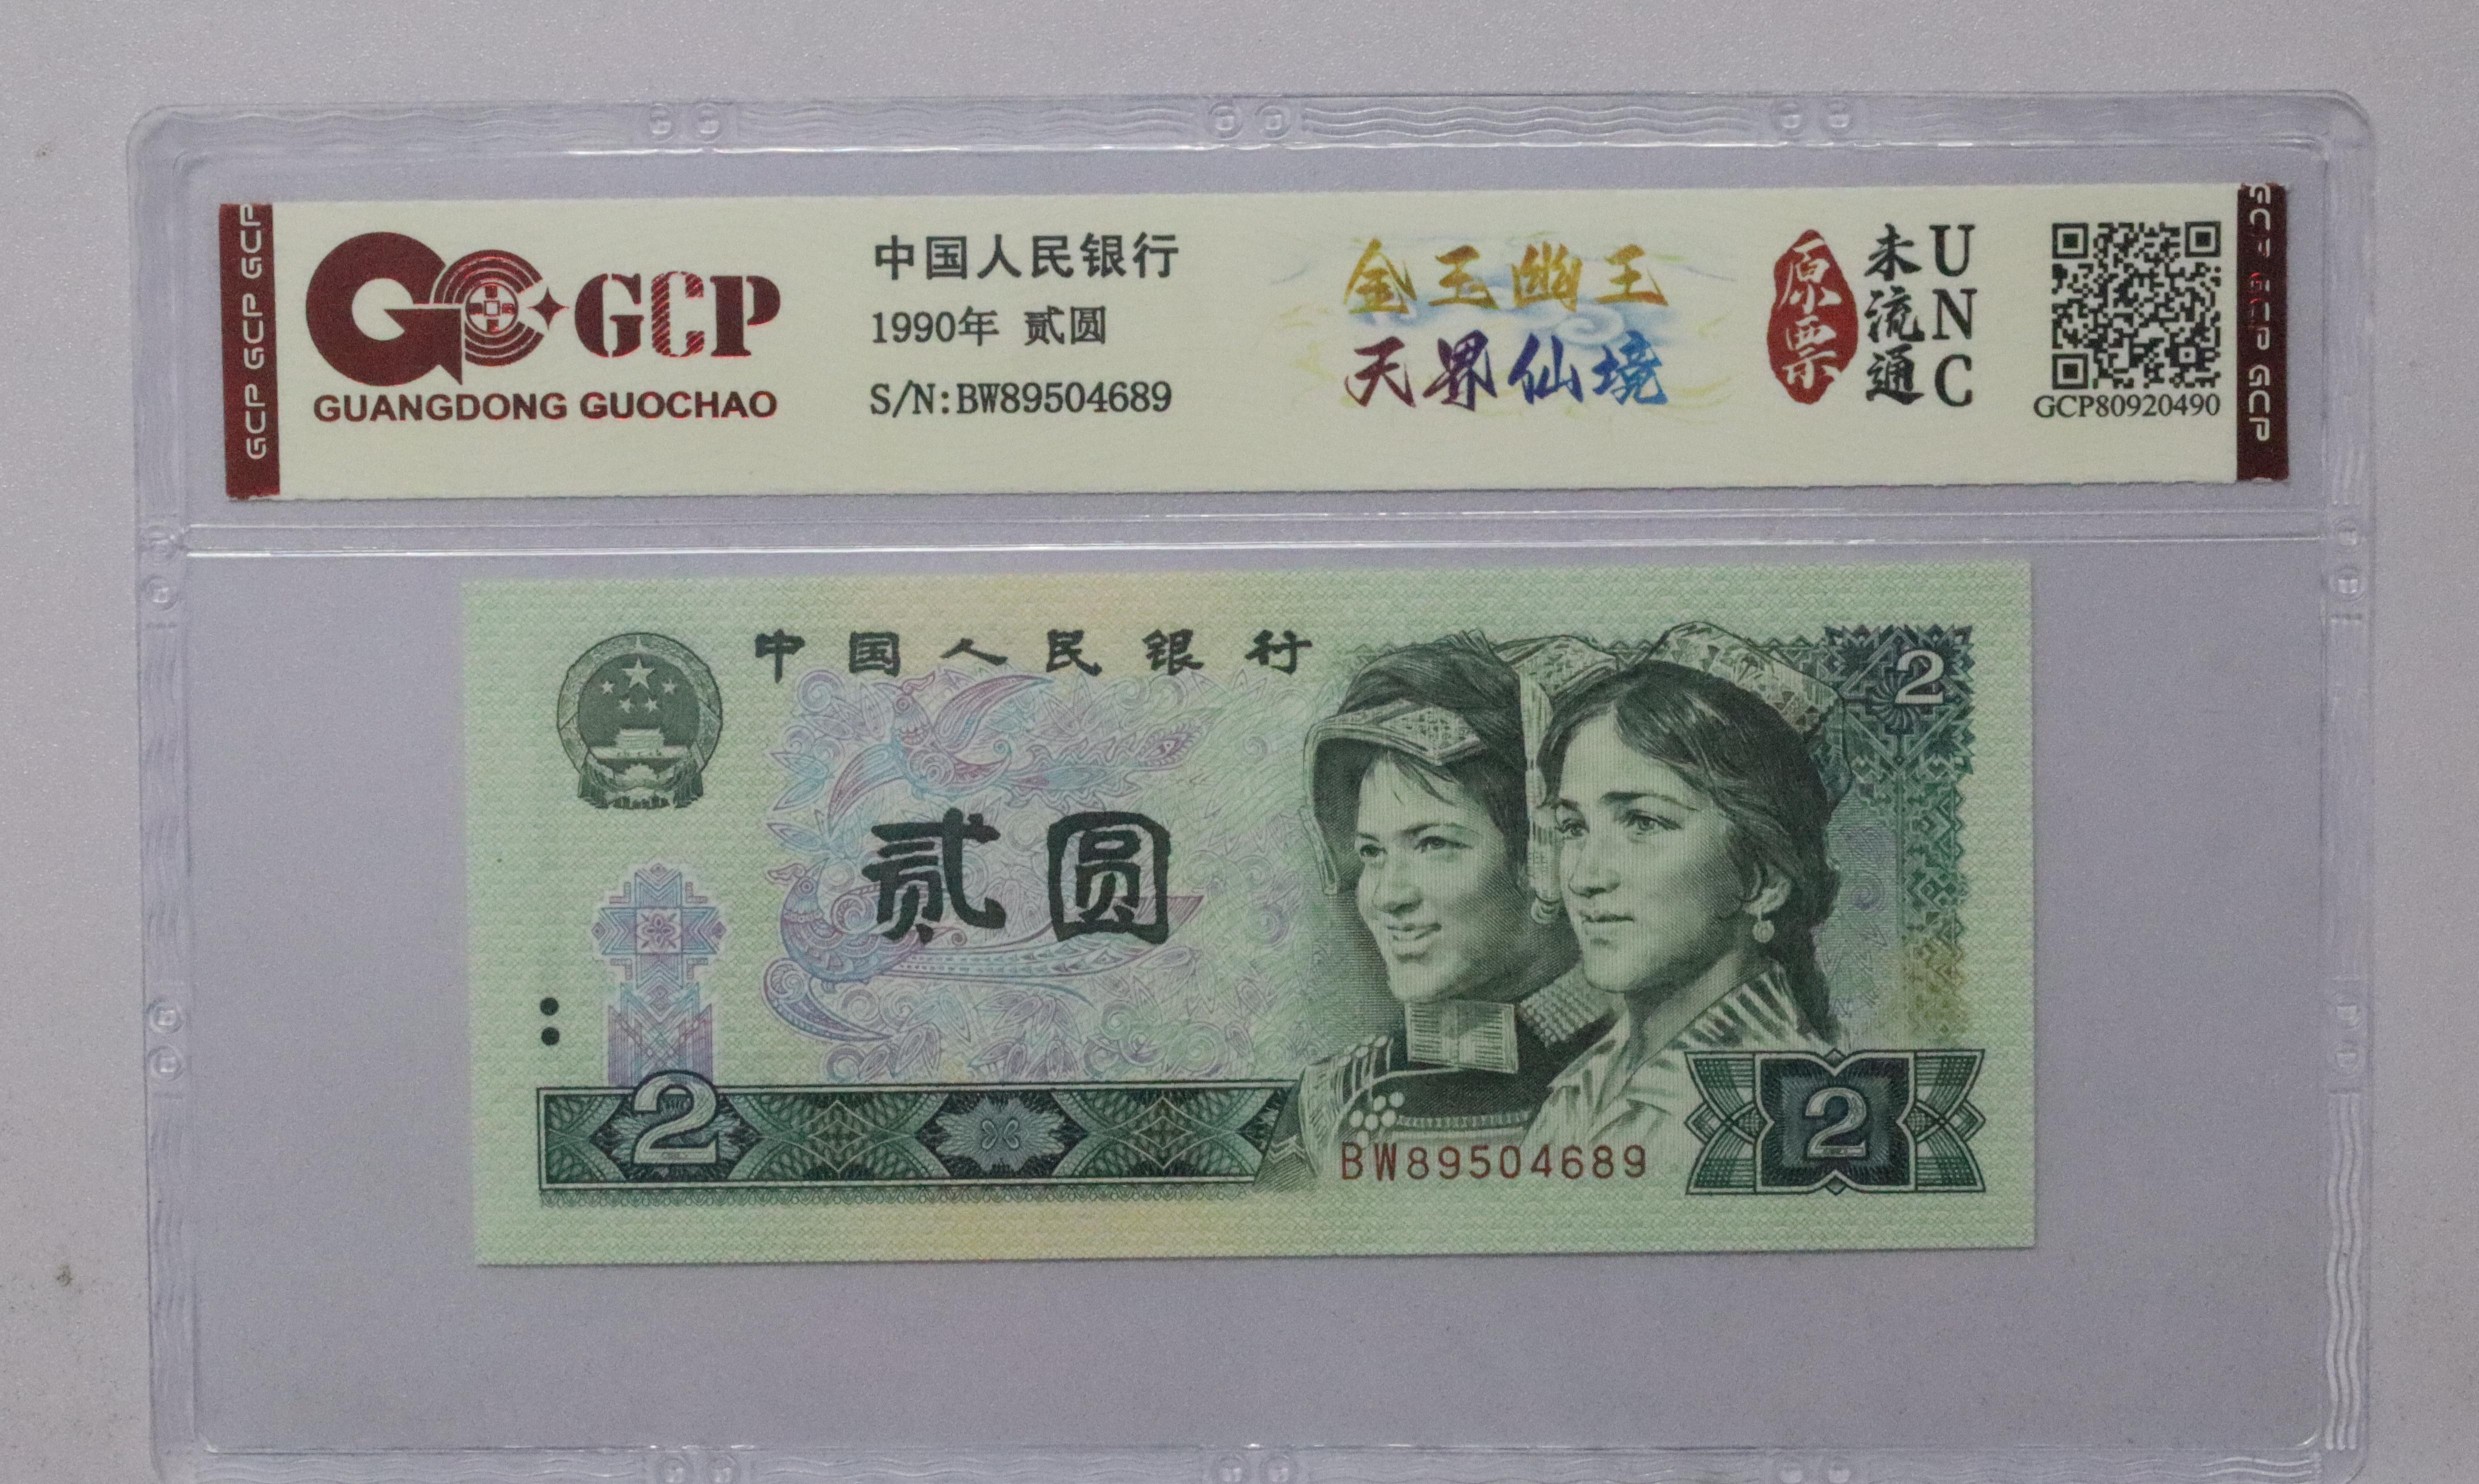 GCP GCP GCP
GCP
GUANGDONG GUOCHAO
中国人民银行
1990年 贰圆
S/N:BW89504689
金玉幽王
天界仙境
原票
未流通
UNC
GCP80920490
GCP GCP GCP
中国人民银行
2
贰圆
2
BW89504689
2